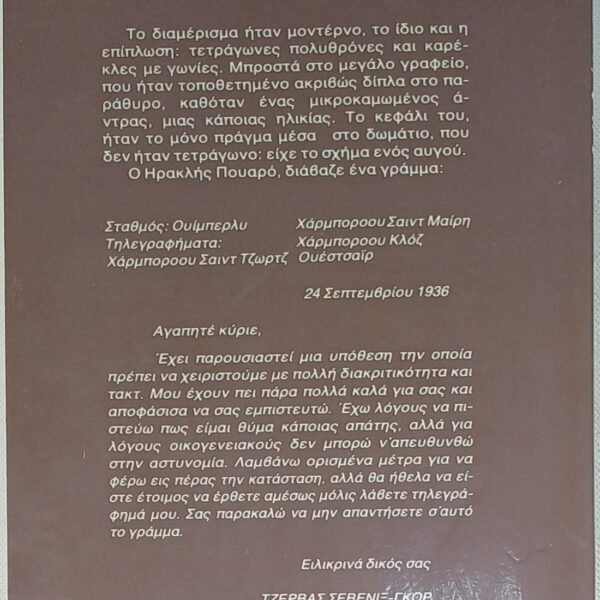 Το διαμέρισμα ήταν μοντέρνο, το ίδιο και η
επίπλωση: τετράγωνες πολυθρόνες και καρέ-
κλες με γωνίες. Μπροστά στο μεγάλο γραφείο,
που ήταν τοποθετημένο ακριβώς δίπλα στο πα-
ράθυρο, καθόταν ένας μικροκαμωμένος ά-
ντρας, μιας κάποιας ηλικίας. Το κεφάλι του,
ήταν το μόνο πράγμα μέσα στο δωμάτιο, που
δεν ήταν τετράγωνο: είχε το σχήμα ενός αυγού.
Ο Ηρακλής Πουαρό, διάβαζε ένα γράμμα:
Σταθμός: Ουίμπερλυ Χάρμποροου Σαιντ Μαίρη
Τηλεγραφήματα: Χάρμποροου Κλόζ
Χάρμποροου Σαιντ Τζωρτζ Ουέστσαϊρ
24 Σεπτεμβρίου 1936
Αγαπητέ κύριε,
Έχει παρουσιαστεί μια υπόθεση την οποία
πρέπει να χειριστούμε με πολλή διακριτικότητα και
τακτ. Μου έχουν πει πάρα πολλά καλά για σας και
αποφάσισα να σας εμπιστευτώ. Έχω λόγους να πι-
στεύω πως είμαι θύμα κάποιας απάτης, αλλά για
λόγους οικογενειακούς δεν μπορώ ν'απευθυνθώ
στην αστυνομία. Λαμβάνω ορισμένα μέτρα για να
φέρω εις πέρας την κατάσταση, αλλά θα ήθελα να εί-
στε έτοιμος να έρθετε αμέσως μόλις λάβετε τηλεγρά-
φημά μου. Σας παρακαλώ να μην απαντήσετε σ'αυτό
το γράμμα.
Ειλικρινά δικός σας
ΤΖΕΡΒΑΣ ΣΕΒΕΝΙΞ-ΓΚΟΡ